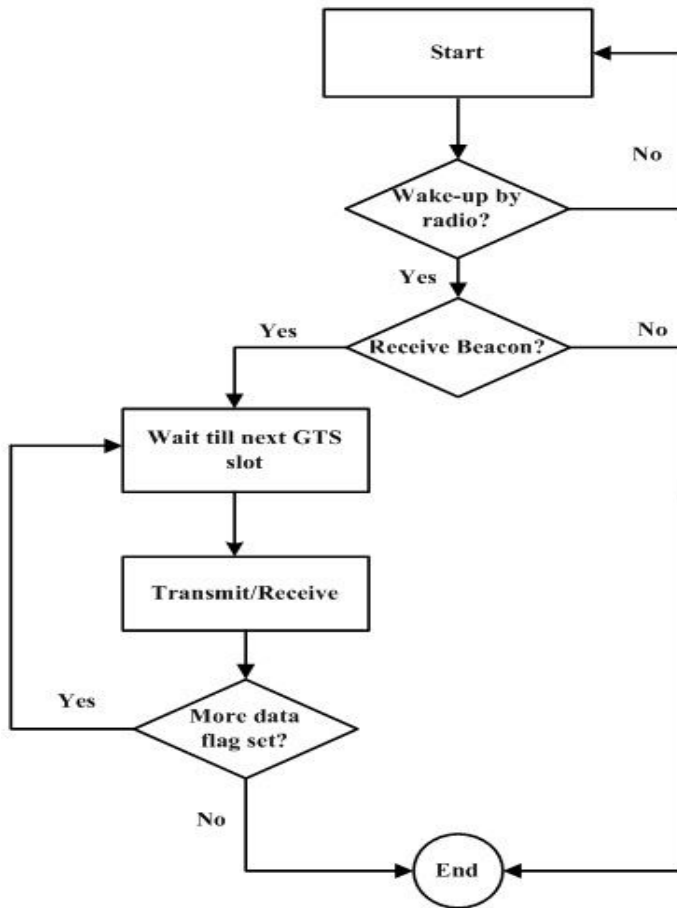 Start
No
Wake-up by
radio?
Yes
Yes
Receive Beacon?
No
Wait till next GTS
slot
Transmit/Receive
Yes
More data
flag set?
No
End